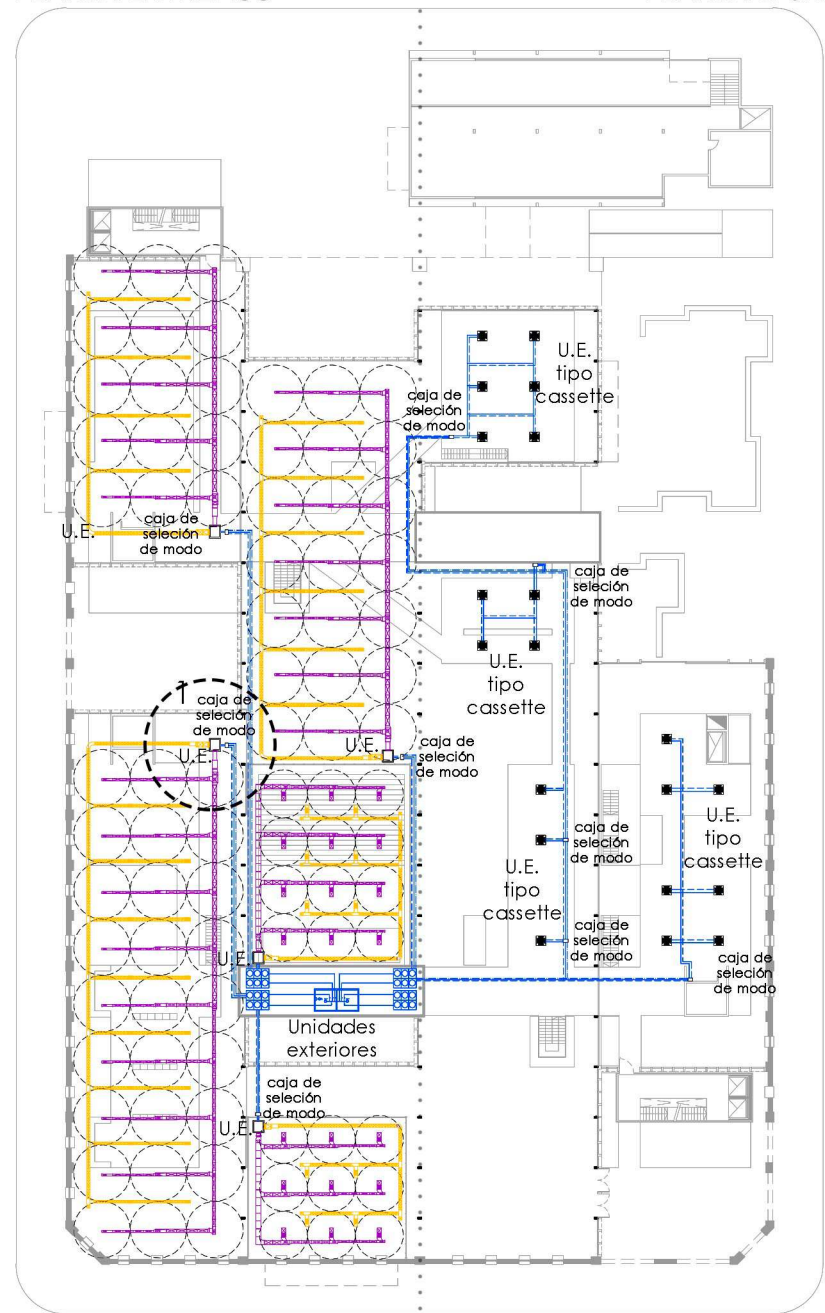 U.E.
tipo
cassette
caja de
seleción
de modo
U.E.
caja de
seleción
de modo
caja de
seleción
de modo
U.E.
tipo
cassette
1
caja de
seleción
de modo
U.E.
U.E.
caja de
seleción
de modo
U.E.
tipo
cassette
caja de
seleción
de modo
U.E.
tipo
cassette
caja de
seleción
de modo
caja de
seleción
de modo
U.E.
Unidades
exteriores
caja de
seleción
de modo
U.E.